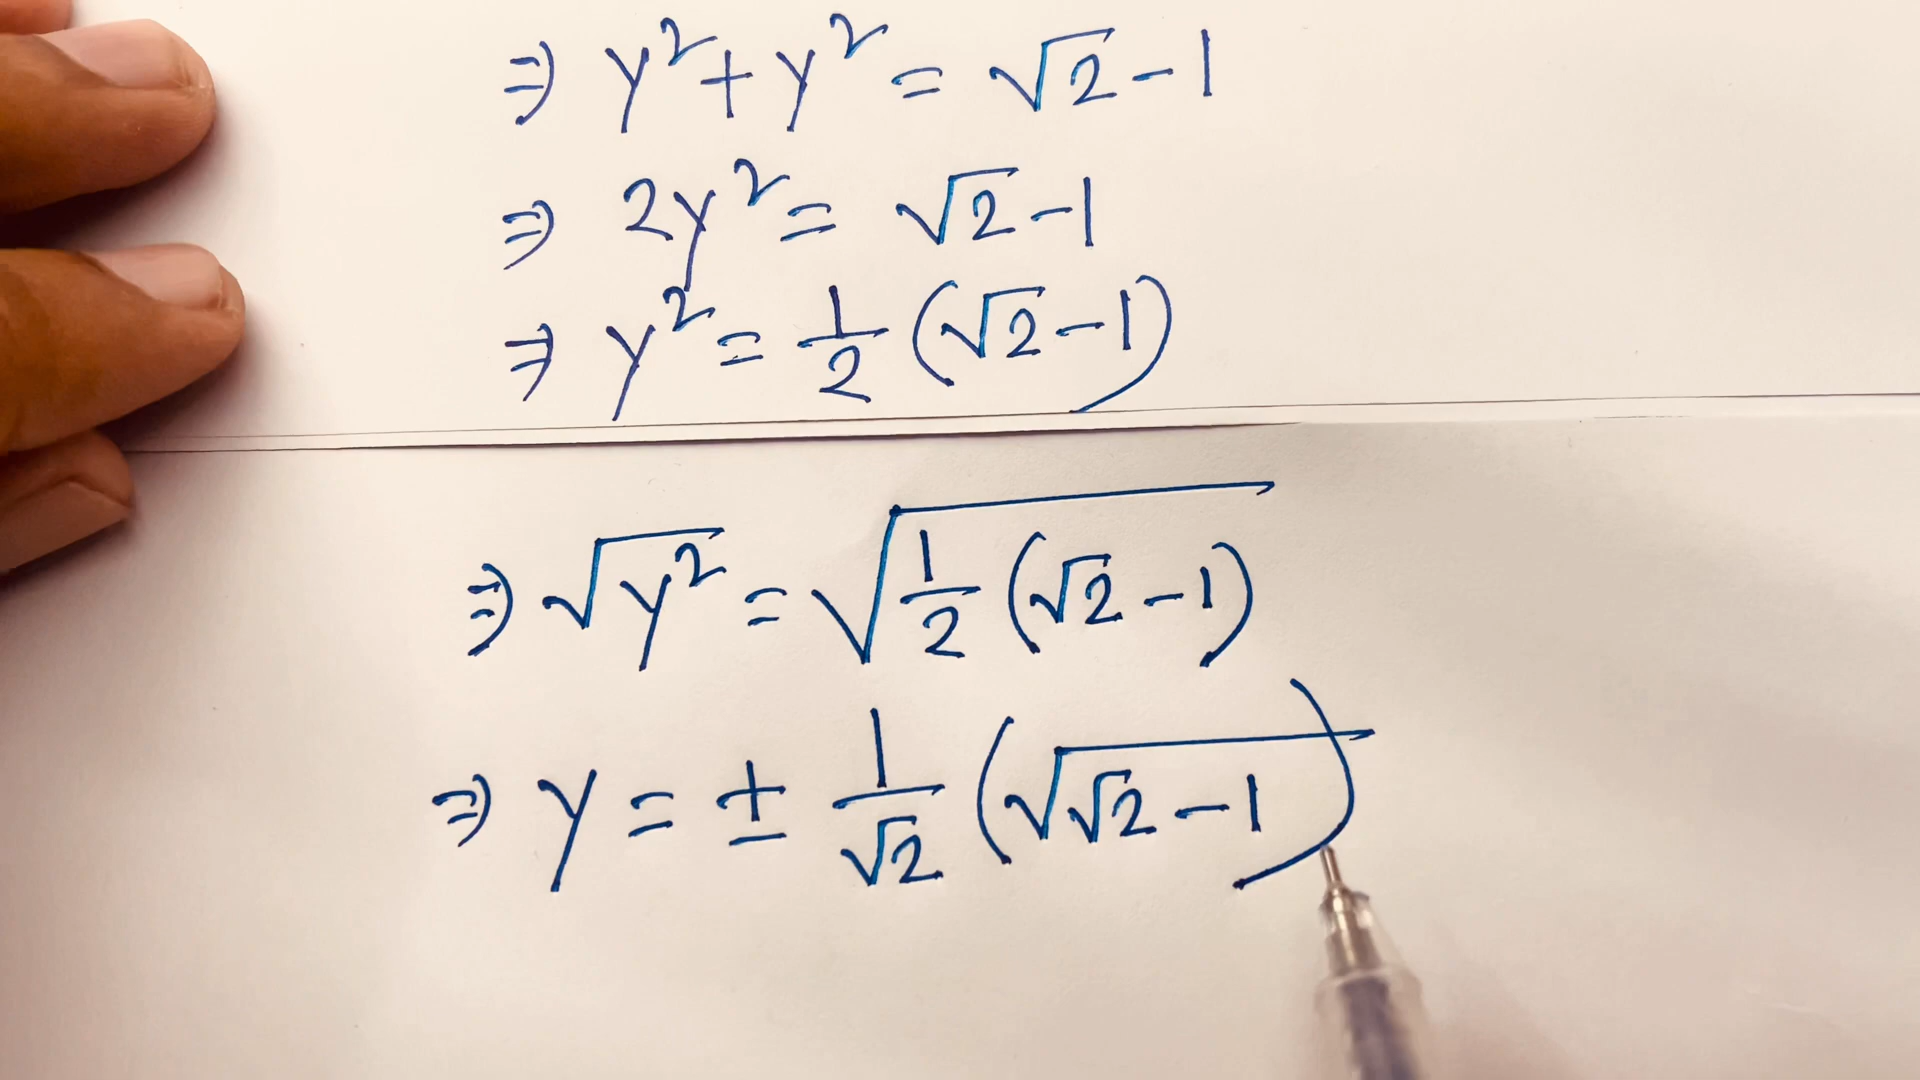 ⇒ y² + y² = √2 - 1
⇒ 2y² = √2 - 1
⇒ y² = 1/2 (√2 - 1)
⇒ √(y²) = √(1/2 (√2 - 1))
⇒ y = ± 1/√2 (√(√2 - 1))